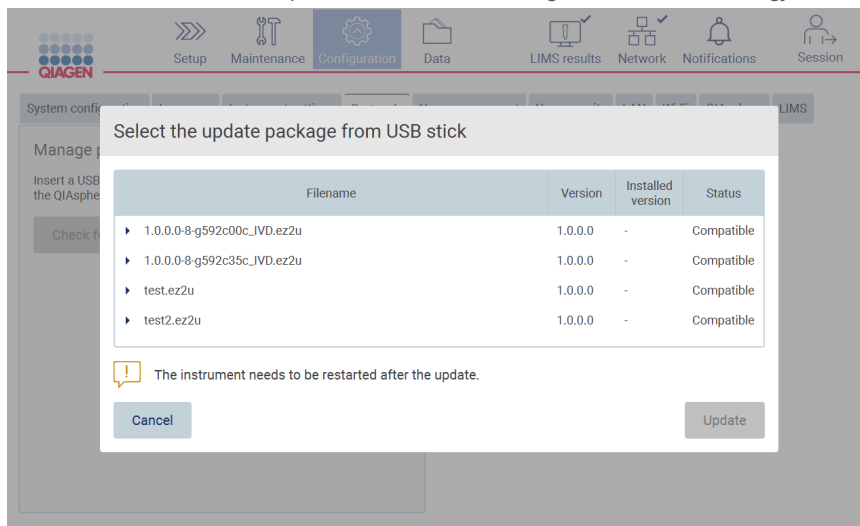 QIAGEN
Setup
Maintenance
Configuration
Data
LIMS results
Network
Notifications
Session
System
LIMS
Manage
Insert a USB
the
Check
Select the update package from USB stick
Filename
Version
Installed
version
Status
1.0.0.0-8-g592c00c_IVD.ez2u 1.0.0.0 - Compatible
1.0.0.0-8-g592c35c_IVD.ez2u 1.0.0.0 - Compatible
test.ez2u 1.0.0.0 - Compatible
test2.ez2u 1.0.0.0 - Compatible
! The instrument needs to be restarted after the update.
Cancel
Update